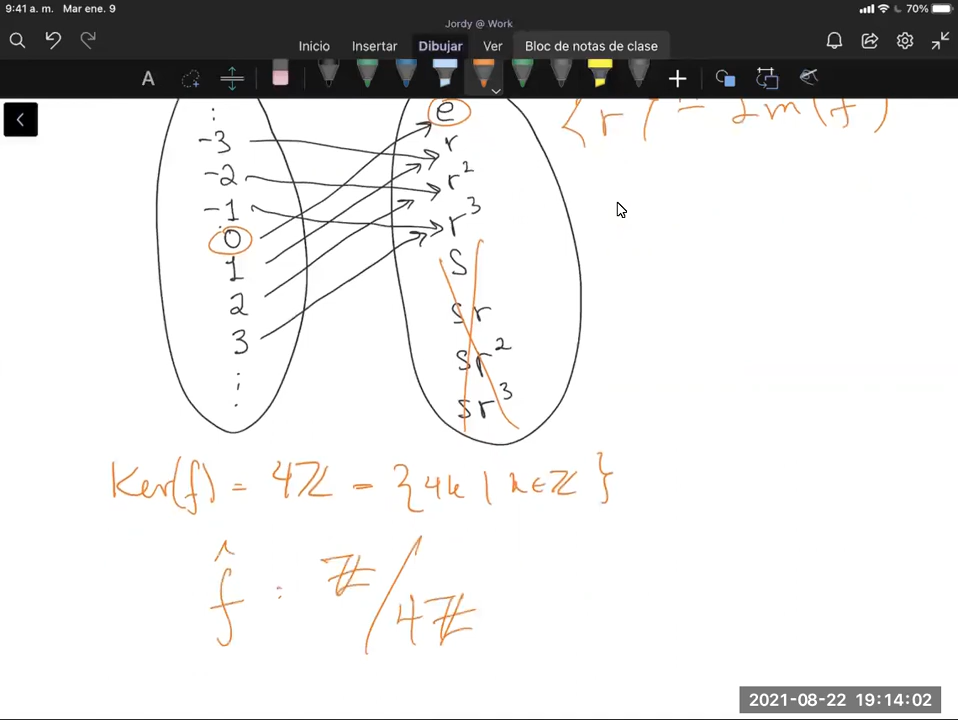 9:41 a. m. Mar ene. 9
70%
Jordy @ Work
Inicio Insertar Dibujar Ver Bloc de notas de clase
⋮
-3
-2
-1
0
1
2
3
⋮
e
r
r²
r³
s
sr
sr²
sr³
⟨r⟩ = Im(f)
Ker(f) = 4ℤ = {4k | k∈ℤ}
f̂ : ℤ/4ℤ
2021-08-22 19:14:02